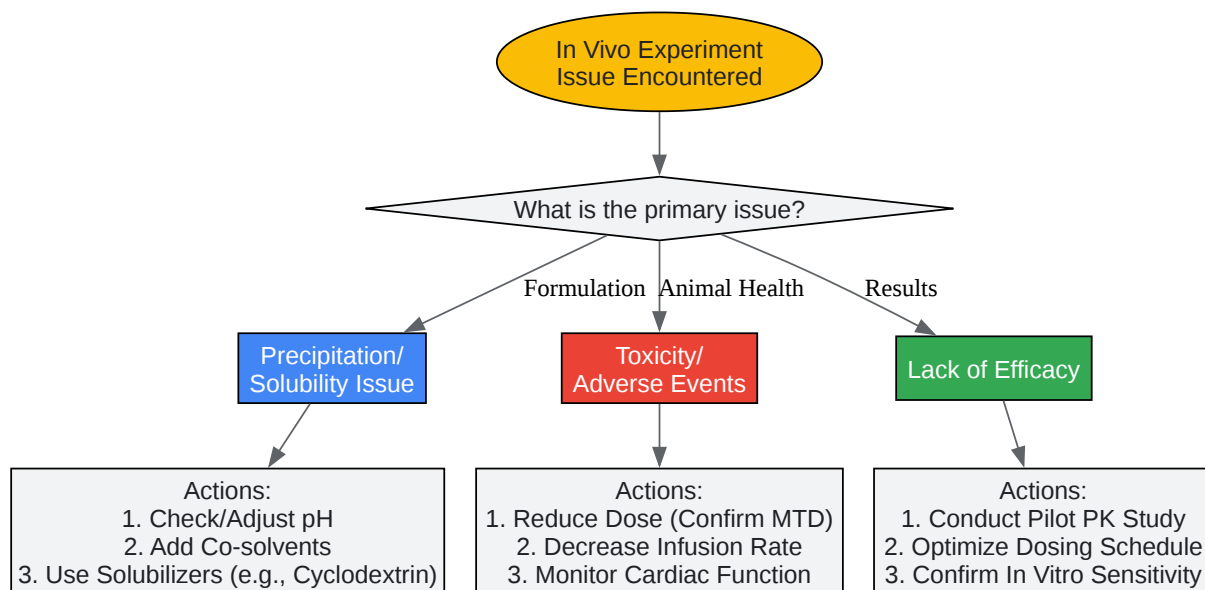 In Vivo Experiment
Issue Encountered
What is the primary issue?
Formulation
Animal Health
Results
Precipitation/
Solubility Issue
Toxicity/
Adverse Events
Lack of Efficacy
Actions:
1. Check/Adjust pH
2. Add Co-solvents
3. Use Solubilizers (e.g., Cyclodextrin)
Actions:
1. Reduce Dose (Confirm MTD)
2. Decrease Infusion Rate
3. Monitor Cardiac Function
Actions:
1. Conduct Pilot PK Study
2. Optimize Dosing Schedule
3. Confirm In Vitro Sensitivity